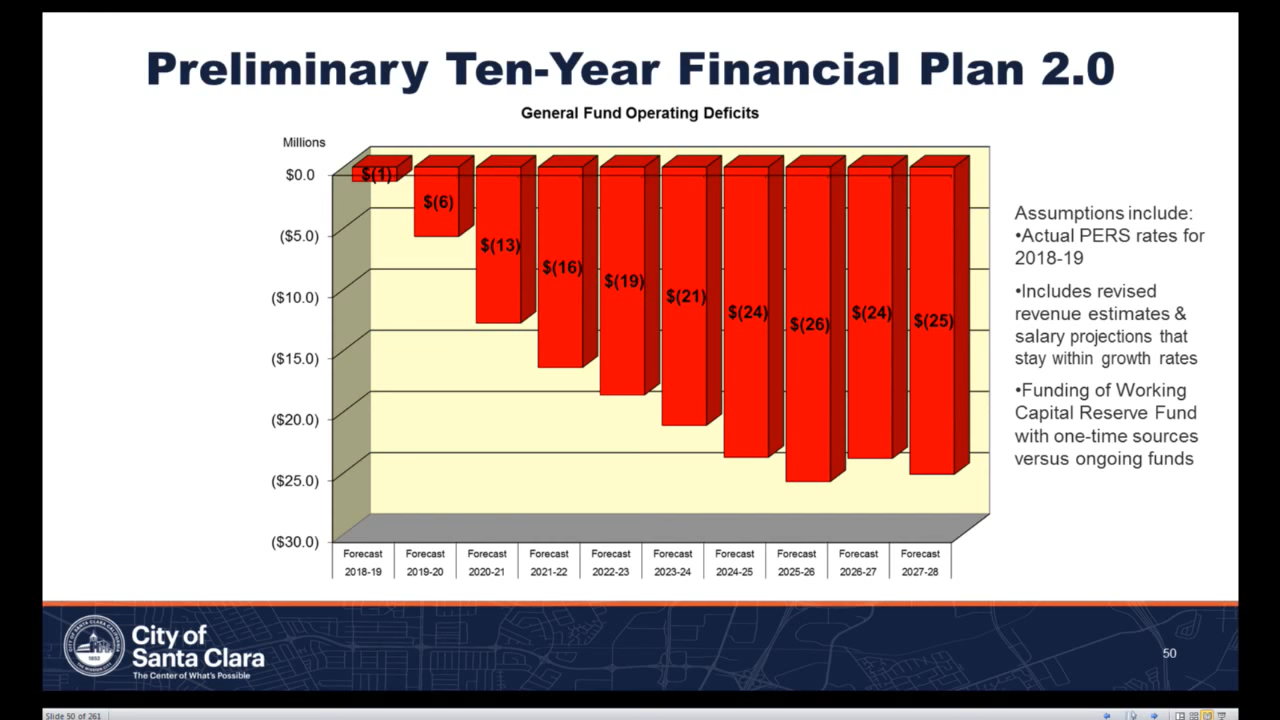 Preliminary Ten-Year Financial Plan 2.0
General Fund Operating Deficits
Millions
$0.0
($5.0)
($10.0)
($15.0)
($20.0)
($25.0)
($30.0)
$(1)
$(6)
$(13)
$(16)
$(19)
$(21)
$(24)
$(26)
$(24)
$(25)
Forecast 2018-19
Forecast 2019-20
Forecast 2020-21
Forecast 2021-22
Forecast 2022-23
Forecast 2023-24
Forecast 2024-25
Forecast 2025-26
Forecast 2026-27
Forecast 2027-28
Assumptions include:
•Actual PERS rates for
2018-19
•Includes revised
revenue estimates &
salary projections that
stay within growth rates
•Funding of Working
Capital Reserve Fund
with one-time sources
versus ongoing funds
City of
Santa Clara
The Center of What's Possible
50
Slide 50 of 261